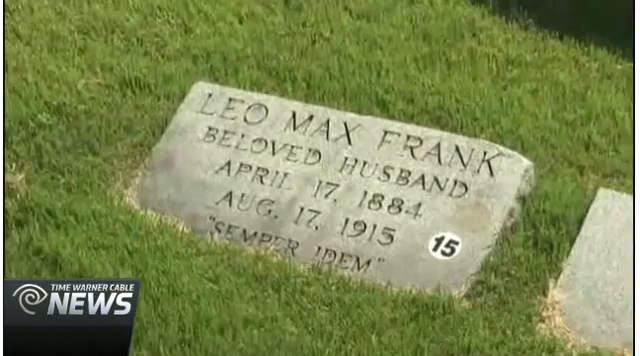 LEO MAX FRANK
BELOVED HUSBAND
APRIL 17, 1884
AUG. 17, 1915
"SEMPER IDEM"
15
TIME WARNER CABLE
NEWS